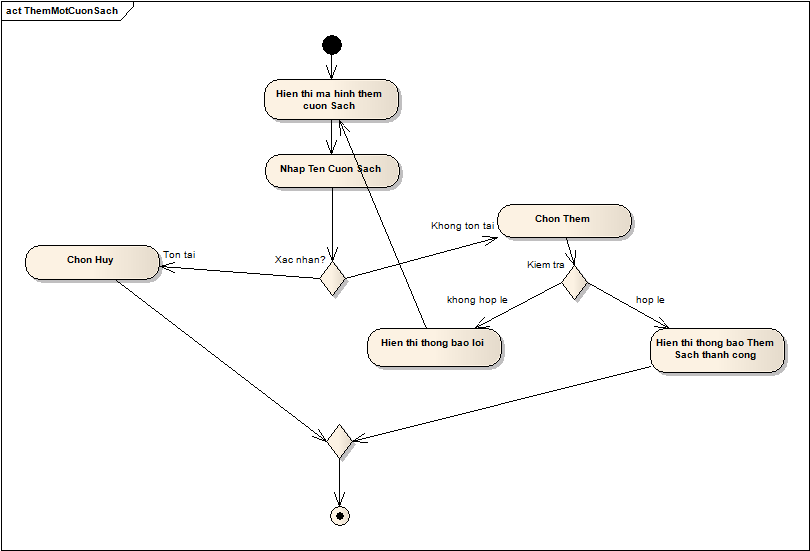 act ThemMotCuonSach
Hien thi ma hinh them
cuon Sach
Nhap Ten Cuon Sach
Chon Them
Khong ton tai
Ton tai
Xac nhan?
Chon Huy
Kiem tra
khong hop le
hop le
Hien thi thong bao loi
Hien thi thong bao Them
Sach thanh cong